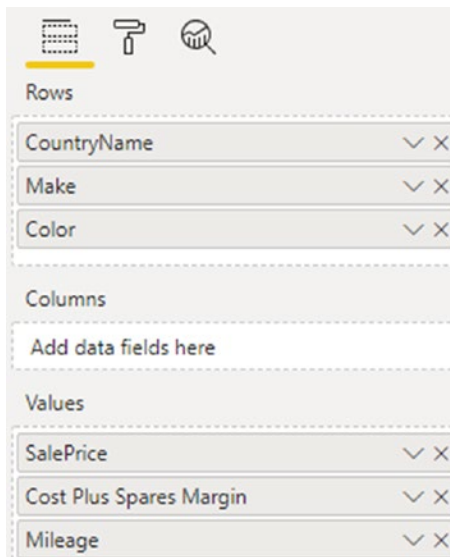 Rows
CountryName
Make
Color
Columns
Add data fields here
Values
SalePrice
Cost Plus Spares Margin
Mileage